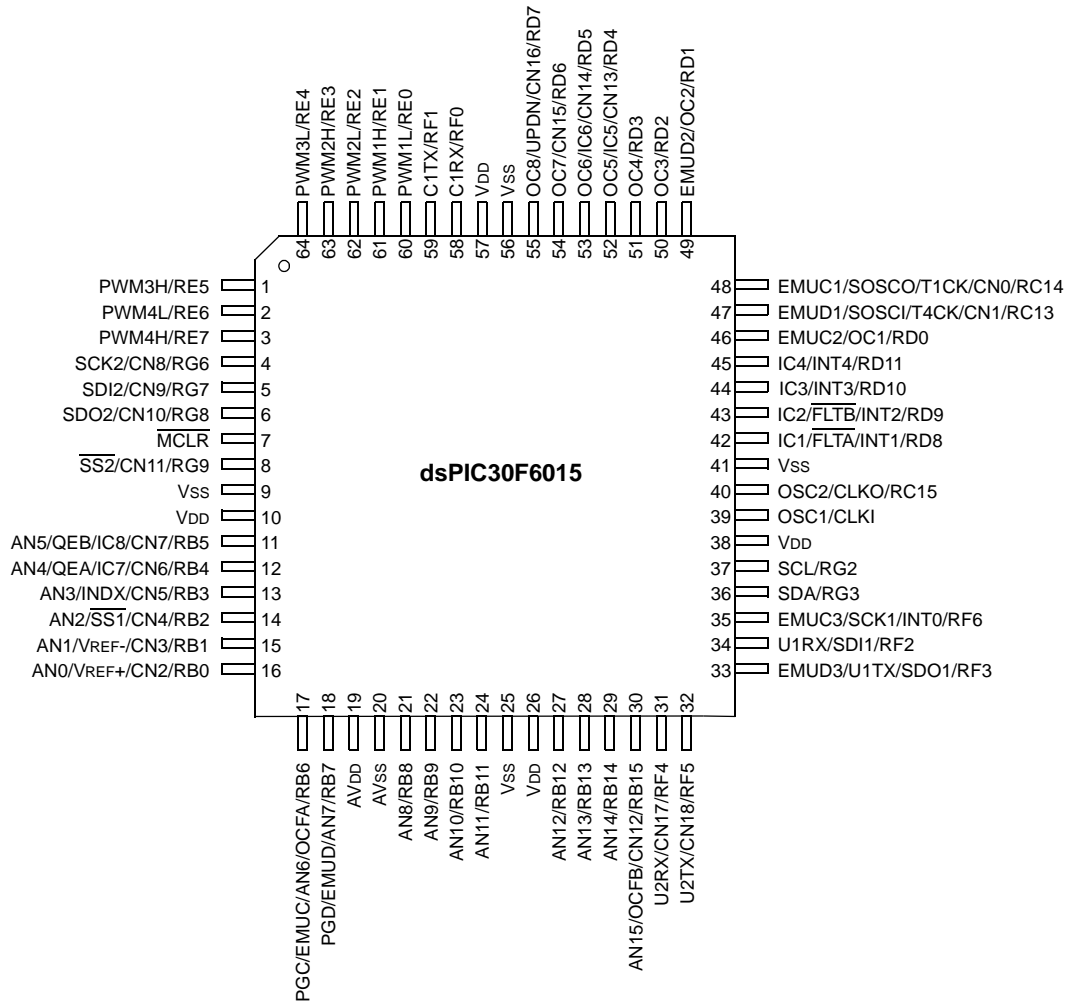 PWM3L/RE4
PWM2H/RE3
PWM2L/RE2
PWM1H/RE1
PWM1L/RE0
C1TX/RF1
C1RX/RF0
VDD
VSS
OC8/UPDN/CN16/RD7
OC7/CN15/RD6
OC6/IC6/CN14/RD5
OC5/IC5/CN13/RD4
OC4/RD3
OC3/RD2
EMUD2/OC2/RD1
64 63 62 61 60 59 58 57 56 55 54 53 52 51 50 49
PWM3H/RE5 1
PWM4L/RE6 2
PWM4H/RE7 3
SCK2/CN8/RG6 4
SDI2/CN9/RG7 5
SDO2/CN10/RG8 6
MCLR 7
SS2/CN11/RG9 8
VSS 9
VDD 10
AN5/QEB/IC8/CN7/RB5 11
AN4/QEA/IC7/CN6/RB4 12
AN3/INDX/CN5/RB3 13
AN2/SS1/CN4/RB2 14
AN1/VREF-/CN3/RB1 15
AN0/VREF+/CN2/RB0 16
dsPIC30F6015
48 EMUC1/SOSCO/T1CK/CN0/RC14
47 EMUD1/SOSCI/T4CK/CN1/RC13
46 EMUC2/OC1/RD0
45 IC4/INT4/RD11
44 IC3/INT3/RD10
43 IC2/FLTB/INT2/RD9
42 IC1/FLTA/INT1/RD8
41 VSS
40 OSC2/CLKO/RC15
39 OSC1/CLKI
38 VDD
37 SCL/RG2
36 SDA/RG3
35 EMUC3/SCK1/INT0/RF6
34 U1RX/SDI1/RF2
33 EMUD3/U1TX/SDO1/RF3
17 18 19 20 21 22 23 24 25 26 27 28 29 30 31 32
PGC/EMUC/AN6/OCFA/RB6
PGD/EMUD/AN7/RB7
AVDD
AVSS
AN8/RB8
AN9/RB9
AN10/RB10
AN11/RB11
VSS
VDD
AN12/RB12
AN13/RB13
AN14/RB14
AN15/OCFB/CN12/RB15
U2RX/CN17/RF4
U2TX/CN18/RF5